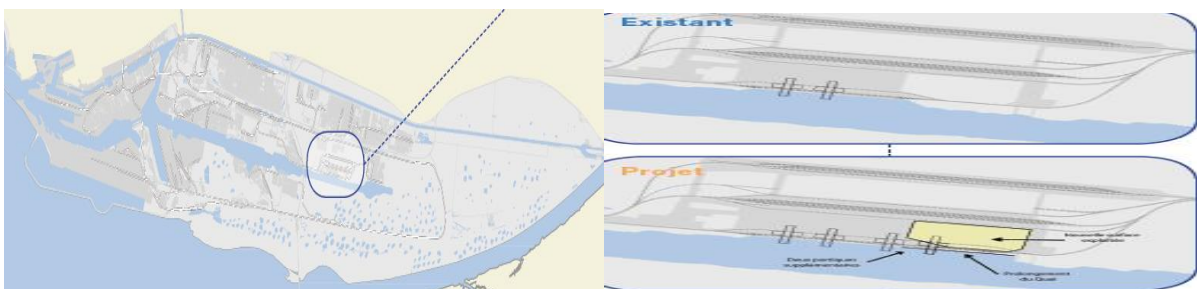 Existant
Projet
Nouvelle surface
exploitée
Deux portiques
supplémentaires
Prolongement
du Quai